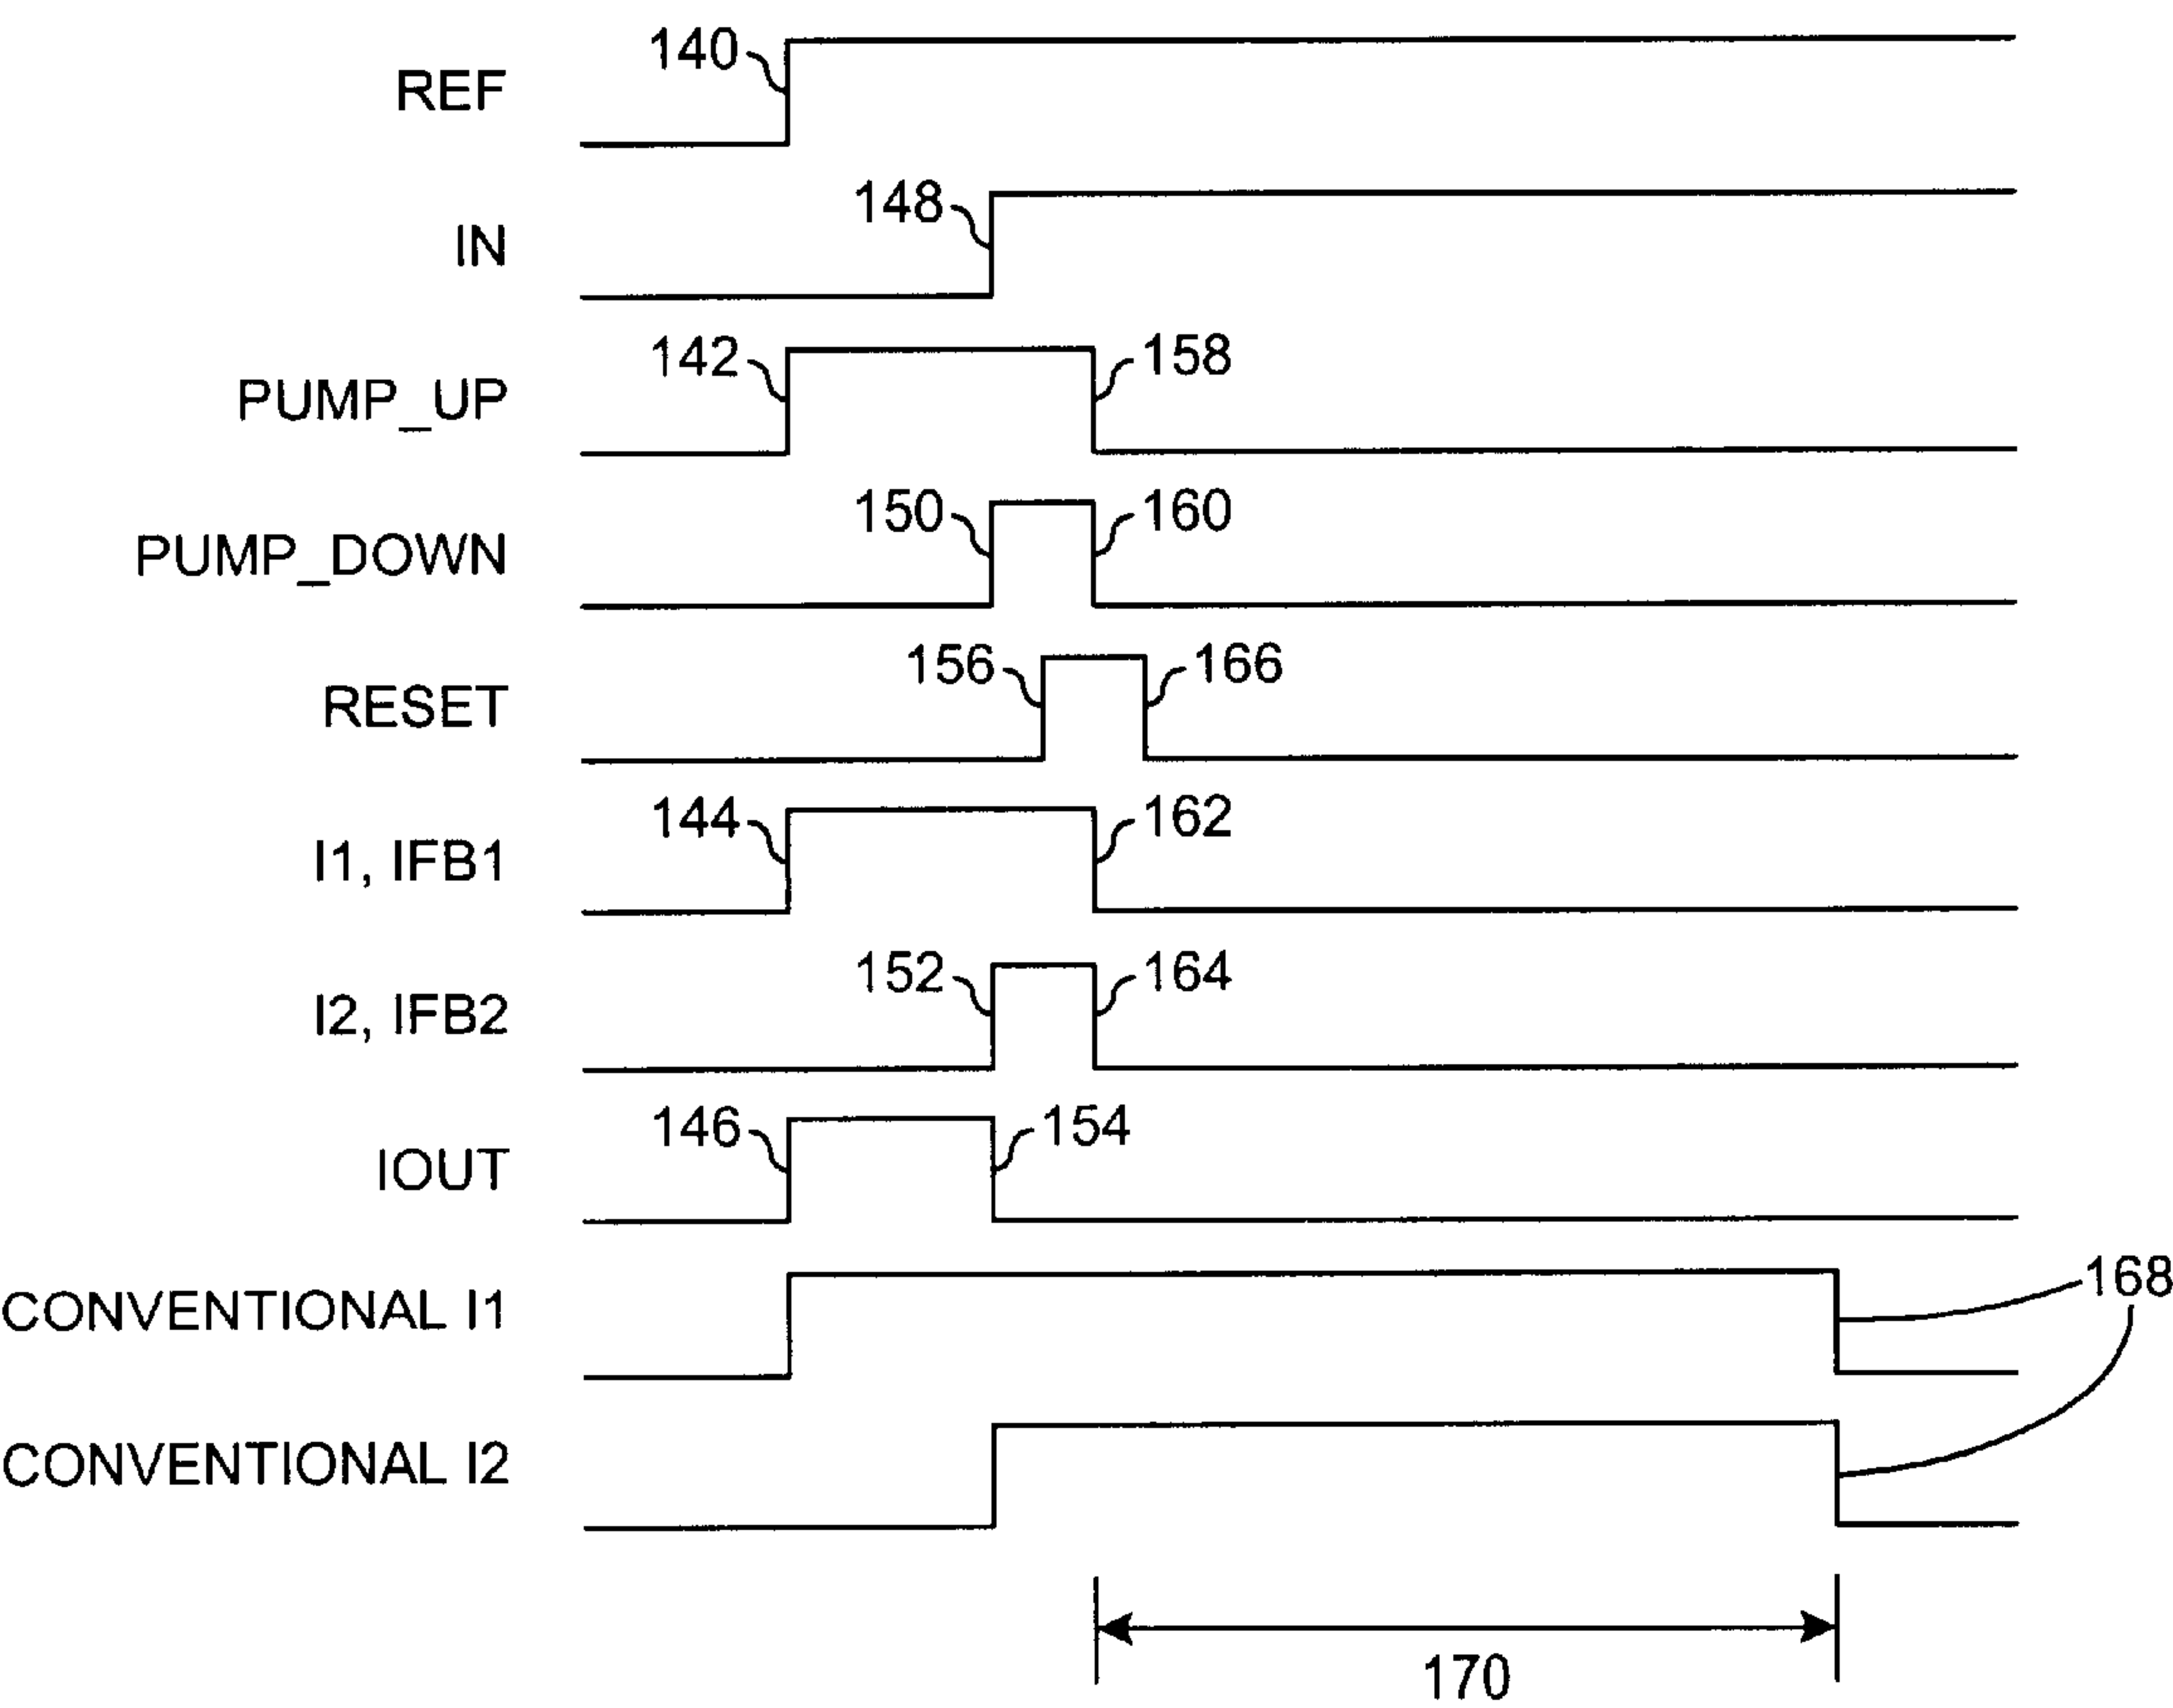 140
REF
148
IN
142
158
PUMP_UP
150
160
PUMP_DOWN
156
166
RESET
144
162
I1, IFB1
152
164
I2, IFB2
146
154
IOUT
168
CONVENTIONAL I1
CONVENTIONAL I2
170